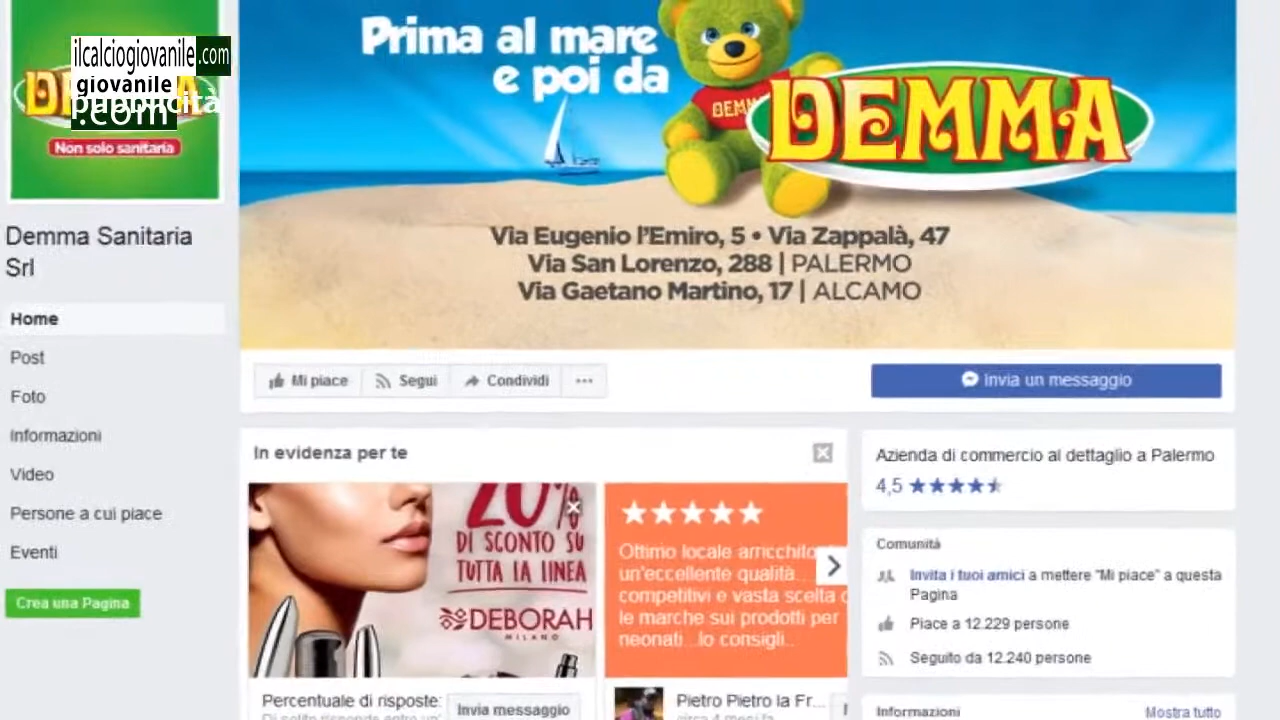 ilcalciogiovanile.com
giovanile
pubblicità
.com
DEMMA
Non solo sanitaria
Prima al mare
e poi da
DEMMA
DEMMA
Via Eugenio l'Emiro, 5 • Via Zappalà, 47
Via San Lorenzo, 288 | PALERMO
Via Gaetano Martino, 17 | ALCAMO
Demma Sanitaria
Srl
Home
Post
Foto
Informazioni
Video
Persone a cui piace
Eventi
Crea una Pagina
Mi piace
Segui
Condividi
Invia un messaggio
In evidenza per te
20%
DI SCONTO SU
TUTTA LA LINEA
DEBORAH
MILANO
Ottimo locale arricchito
un'eccellente qualità....
competitivi e vasta scelta
le marche sui prodotti per
neonati...lo consigli..
Percentuale di risposte:
Invia messaggio
Pietro Pietro la Fr...
circa 4 mesi fa
Azienda di commercio al dettaglio a Palermo
4,5
Comunità
Invita i tuoi amici a mettere "Mi piace" a questa
Pagina
Piace a 12.229 persone
Seguito da 12.240 persone
Informazioni
Mostra tutto